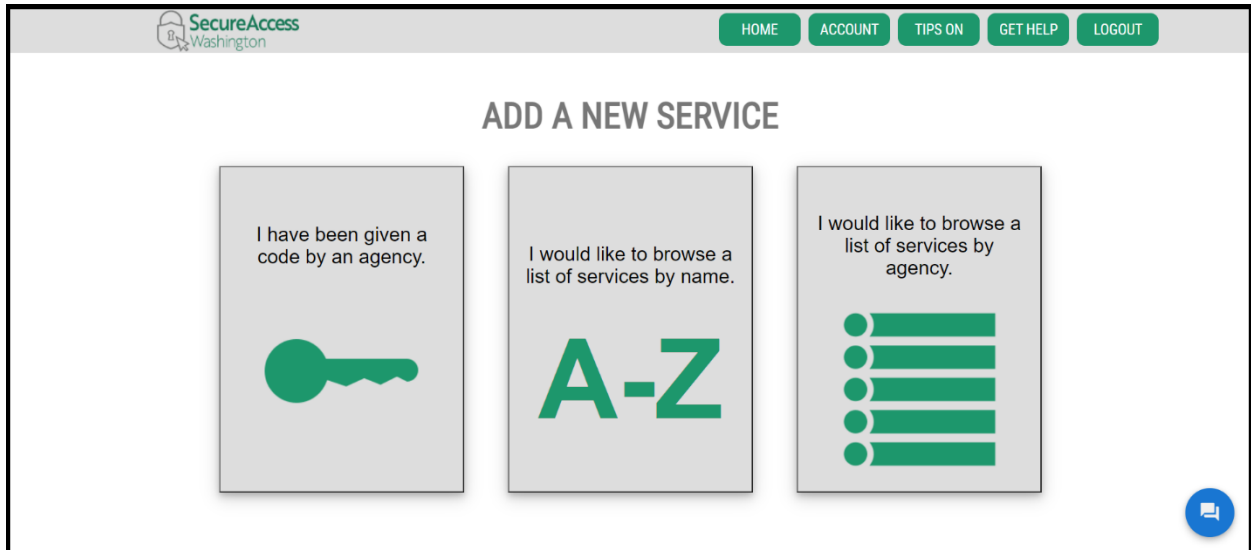 SecureAccess
Washington
HOME
ACCOUNT
TIPS ON
GET HELP
LOGOUT
ADD A NEW SERVICE
I have been given a
code by an agency.
I would like to browse a
list of services by name.
A-Z
I would like to browse a
list of services by
agency.